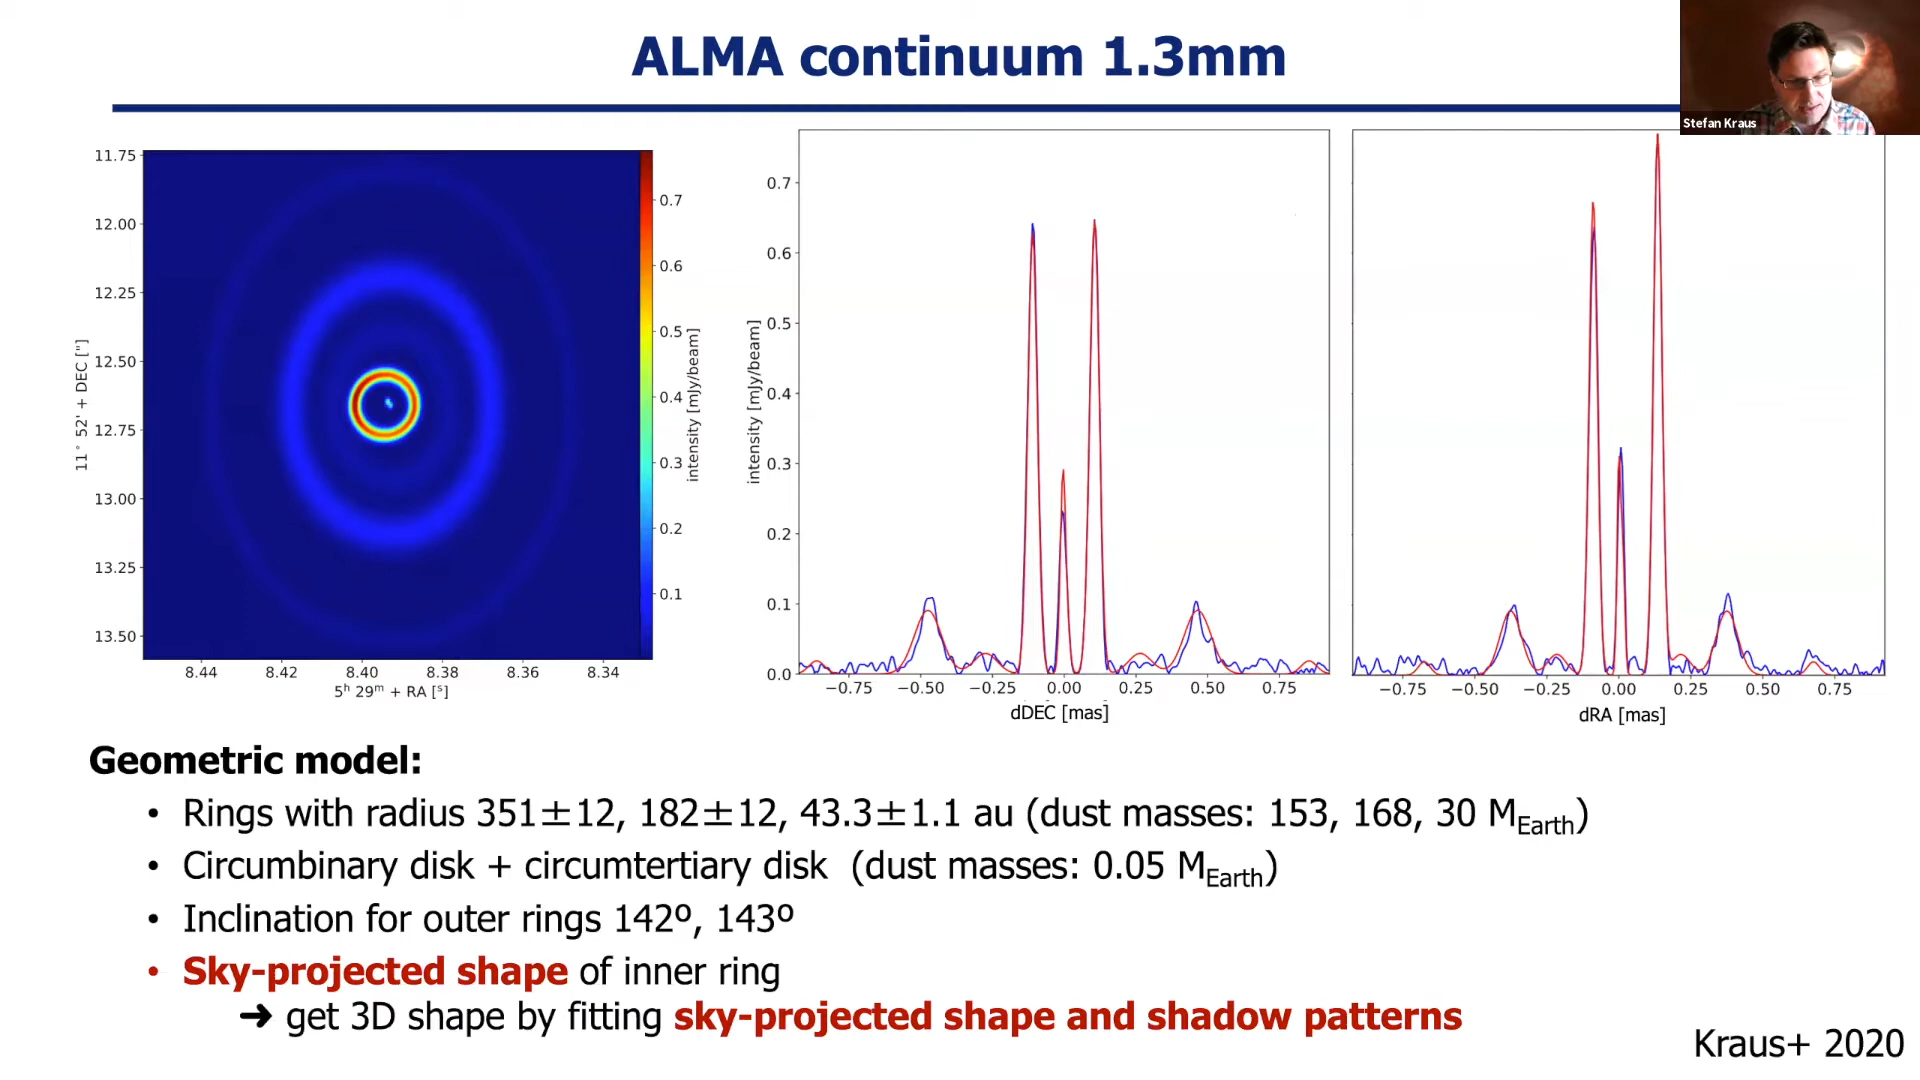 ALMA continuum 1.3mm
Stefan Kraus
11.75
12.00
12.25
12.50
12.75
13.00
13.25
13.50
11° 52' + DEC ["]
8.44 8.42 8.40 8.38 8.36 8.34
5ʰ 29ᵐ + RA [ˢ]
0.7
0.6
0.5
0.4
0.3
0.2
0.1
intensity [mJy/beam]
0.7
0.6
0.5
0.4
0.3
0.2
0.1
0.0
intensity [mJy/beam]
−0.75 −0.50 −0.25 0.00 0.25 0.50 0.75
dDEC [mas]
−0.75 −0.50 −0.25 0.00 0.25 0.50 0.75
dRA [mas]
Geometric model:
• Rings with radius 351±12, 182±12, 43.3±1.1 au (dust masses: 153, 168, 30 M_Earth)
• Circumbinary disk + circumtertiary disk (dust masses: 0.05 M_Earth)
• Inclination for outer rings 142º, 143º
• Sky-projected shape of inner ring
➜ get 3D shape by fitting sky-projected shape and shadow patterns
Kraus+ 2020